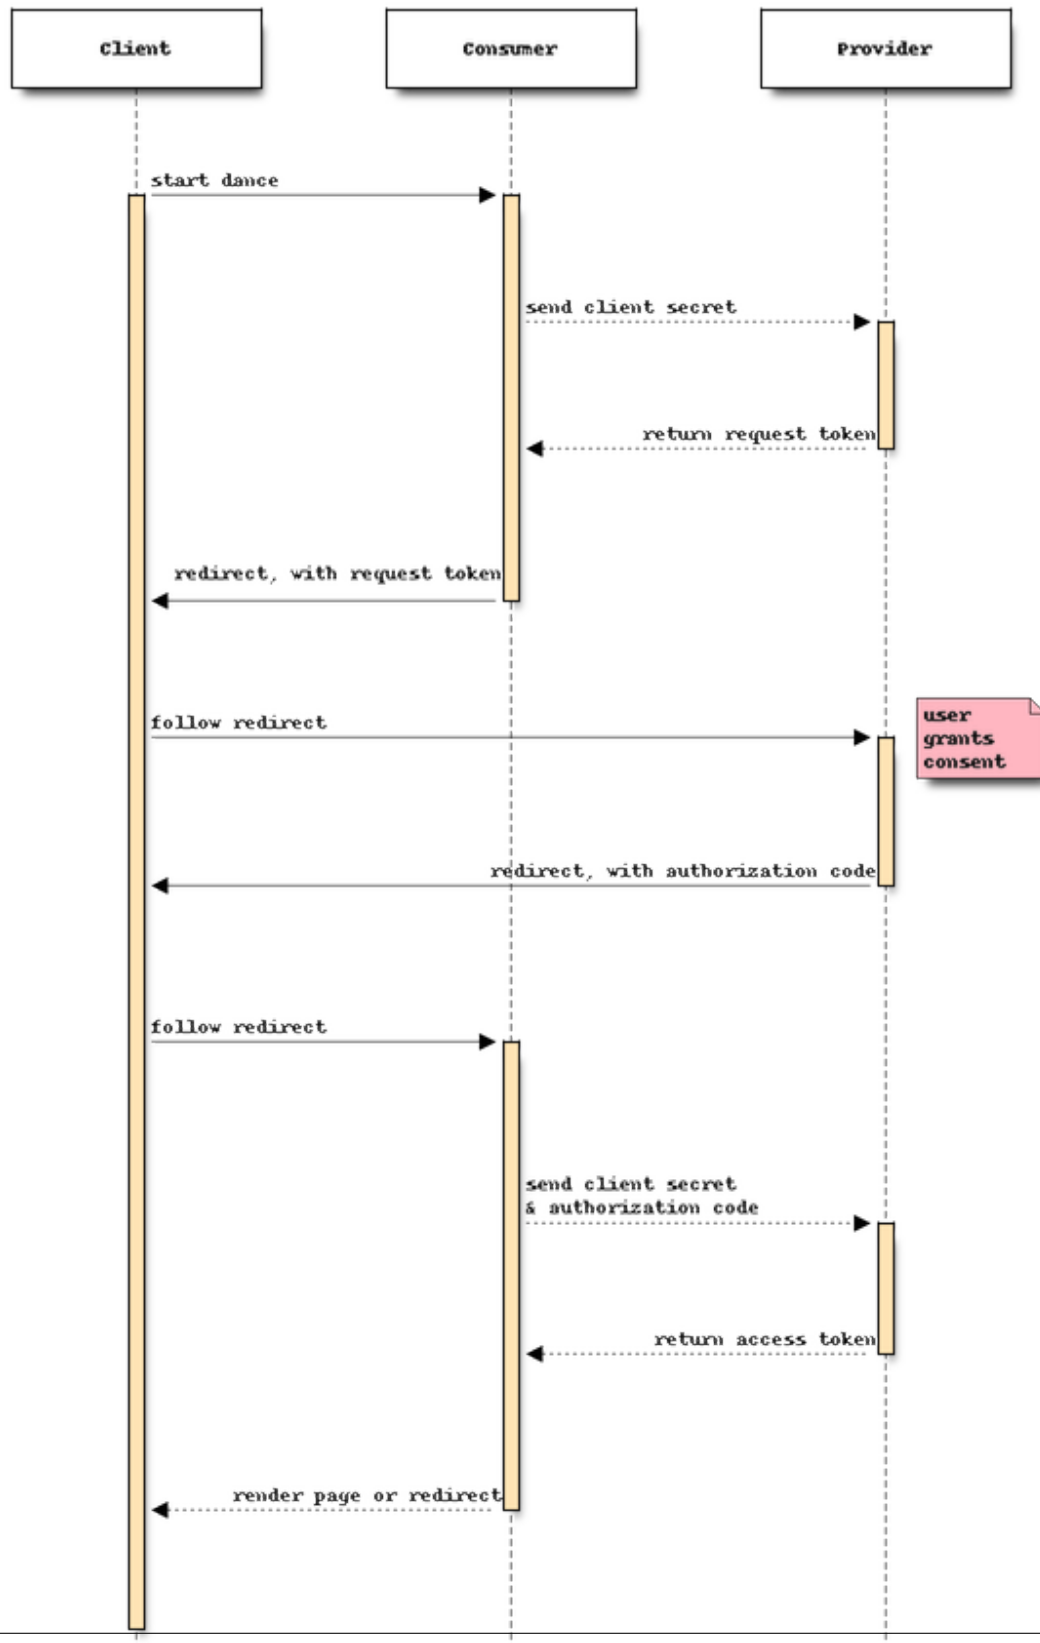 Client
Consumer
Provider
start dance
send client secret
return request token
redirect, with request token
follow redirect
user
grants
consent
redirect, with authorization code
follow redirect
send client secret
& authorization code
return access token
render page or redirect